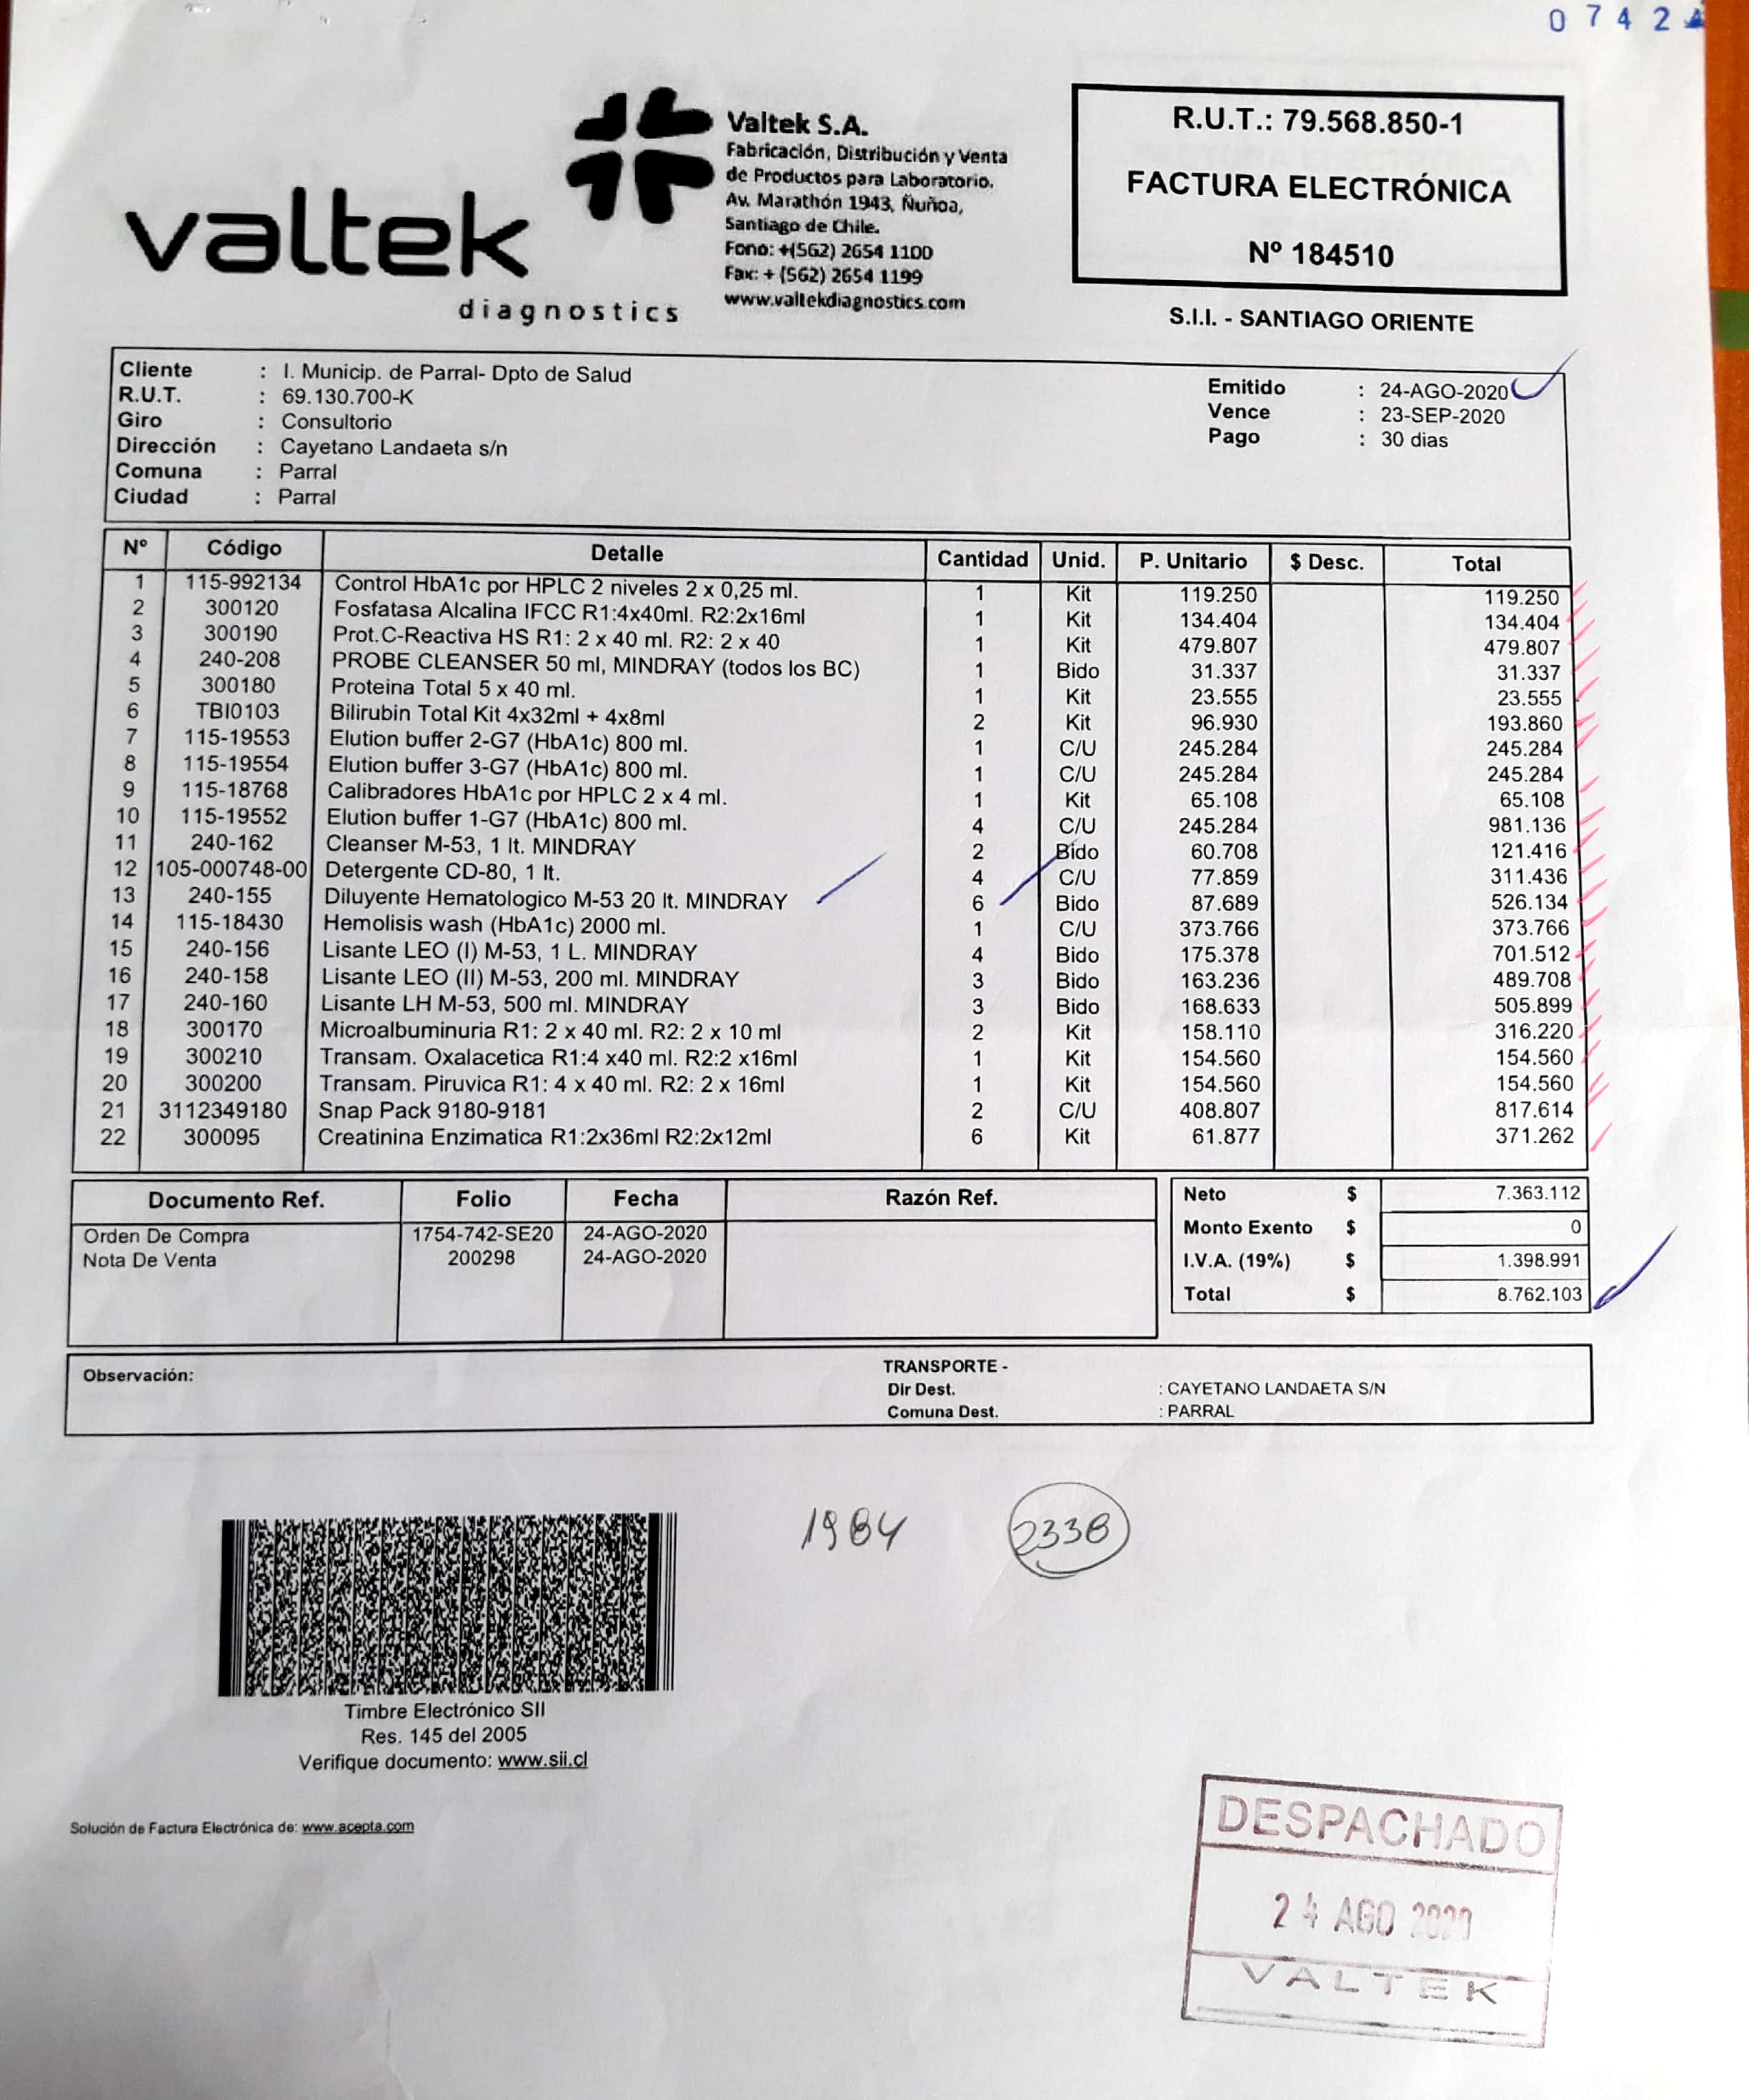 0 7 4 2
valtek
diagnostics
Valtek S.A.
Fabricación, Distribución y Venta
de Productos para Laboratorio.
Av. Marathón 1943, Ñuñoa,
Santiago de Chile.
Fono: +(562) 2654 1100
Fax: + (562) 2654 1199
www.valtekdiagnostics.com
R.U.T.: 79.568.850-1
FACTURA ELECTRÓNICA
Nº 184510
S.I.I. - SANTIAGO ORIENTE
Cliente : I. Municip. de Parral- Dpto de Salud
R.U.T. : 69.130.700-K
Giro : Consultorio
Dirección : Cayetano Landaeta s/n
Comuna : Parral
Ciudad : Parral
Emitido : 24-AGO-2020
Vence : 23-SEP-2020
Pago : 30 dias
Nº Código Detalle Cantidad Unid. P. Unitario $ Desc. Total
1 115-992134 Control HbA1c por HPLC 2 niveles 2 x 0,25 ml. 1 Kit 119.250 119.250
2 300120 Fosfatasa Alcalina IFCC R1:4x40ml. R2:2x16ml 1 Kit 134.404 134.404
3 300190 Prot.C-Reactiva HS R1: 2 x 40 ml. R2: 2 x 40 1 Kit 479.807 479.807
4 240-208 PROBE CLEANSER 50 ml, MINDRAY (todos los BC) 1 Bido 31.337 31.337
5 300180 Proteina Total 5 x 40 ml. 1 Kit 23.555 23.555
6 TBI0103 Bilirubin Total Kit 4x32ml + 4x8ml 2 Kit 96.930 193.860
7 115-19553 Elution buffer 2-G7 (HbA1c) 800 ml. 1 C/U 245.284 245.284
8 115-19554 Elution buffer 3-G7 (HbA1c) 800 ml. 1 C/U 245.284 245.284
9 115-18768 Calibradores HbA1c por HPLC 2 x 4 ml. 1 Kit 65.108 65.108
10 115-19552 Elution buffer 1-G7 (HbA1c) 800 ml. 4 C/U 245.284 981.136
11 240-162 Cleanser M-53, 1 lt. MINDRAY 2 Bido 60.708 121.416
12 105-000748-00 Detergente CD-80, 1 lt. 4 C/U 77.859 311.436
13 240-155 Diluyente Hematologico M-53 20 lt. MINDRAY 6 Bido 87.689 526.134
14 115-18430 Hemolisis wash (HbA1c) 2000 ml. 1 C/U 373.766 373.766
15 240-156 Lisante LEO (I) M-53, 1 L. MINDRAY 4 Bido 175.378 701.512
16 240-158 Lisante LEO (II) M-53, 200 ml. MINDRAY 3 Bido 163.236 489.708
17 240-160 Lisante LH M-53, 500 ml. MINDRAY 3 Bido 168.633 505.899
18 300170 Microalbuminuria R1: 2 x 40 ml. R2: 2 x 10 ml 2 Kit 158.110 316.220
19 300210 Transam. Oxalacetica R1:4 x40 ml. R2:2 x16ml 1 Kit 154.560 154.560
20 300200 Transam. Piruvica R1: 4 x 40 ml. R2: 2 x 16ml 1 Kit 154.560 154.560
21 3112349180 Snap Pack 9180-9181 2 C/U 408.807 817.614
22 300095 Creatinina Enzimatica R1:2x36ml R2:2x12ml 6 Kit 61.877 371.262
Documento Ref. Folio Fecha Razón Ref.
Orden De Compra 1754-742-SE20 24-AGO-2020
Nota De Venta 200298 24-AGO-2020
Neto $ 7.363.112
Monto Exento $ 0
I.V.A. (19%) $ 1.398.991
Total $ 8.762.103
Observación:
TRANSPORTE -
Dir Dest. : CAYETANO LANDAETA S/N
Comuna Dest. : PARRAL
1984 2338
Timbre Electrónico SII
Res. 145 del 2005
Verifique documento: www.sii.cl
Solución de Factura Electrónica de: www.acepta.com
DESPACHADO
24 AGO 2020
VALTEK